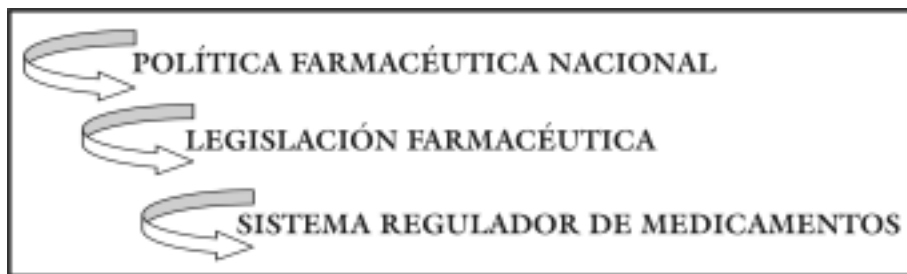 POLÍTICA FARMACÉUTICA NACIONAL
LEGISLACIÓN FARMACÉUTICA
SISTEMA REGULADOR DE MEDICAMENTOS